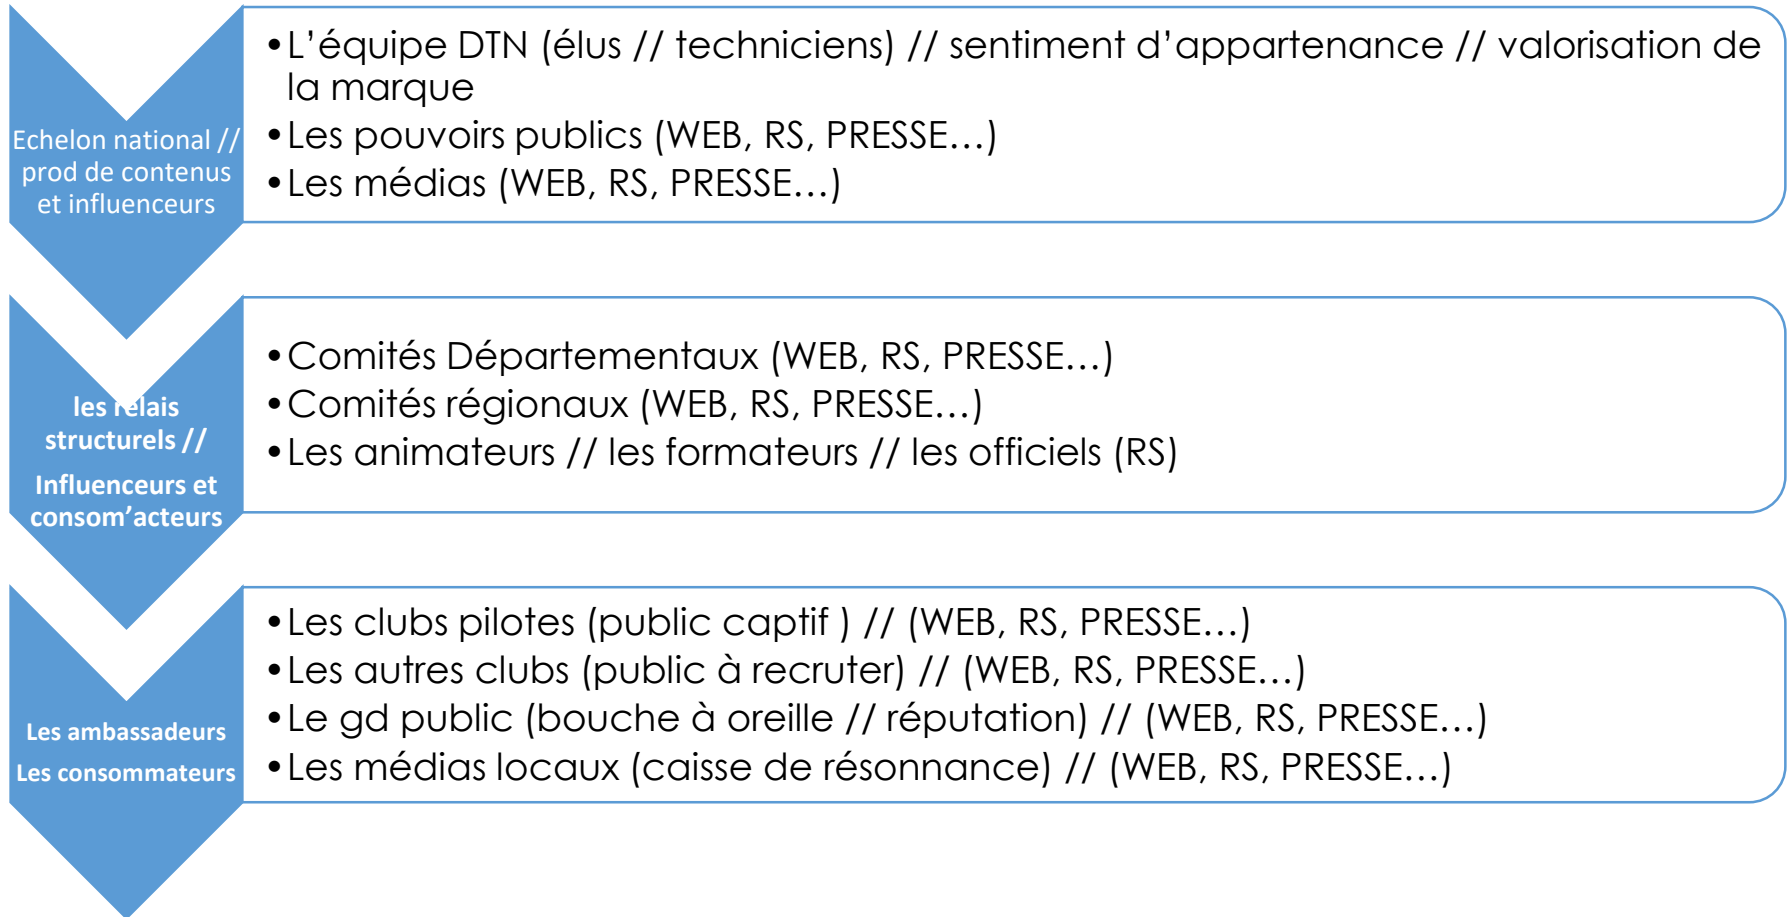 Echelon national //
prod de contenus
et influenceurs
•L’équipe DTN (élus // techniciens) // sentiment d’appartenance // valorisation de
la marque
•Les pouvoirs publics (WEB, RS, PRESSE…)
•Les médias (WEB, RS, PRESSE…)
les relais
structurels //
Influenceurs et
consom’acteurs
•Comités Départementaux (WEB, RS, PRESSE…)
•Comités régionaux (WEB, RS, PRESSE…)
•Les animateurs // les formateurs // les officiels (RS)
Les ambassadeurs
Les consommateurs
•Les clubs pilotes (public captif ) // (WEB, RS, PRESSE…)
•Les autres clubs (public à recruter) // (WEB, RS, PRESSE…)
•Le gd public (bouche à oreille // réputation) // (WEB, RS, PRESSE…)
•Les médias locaux (caisse de résonnance) // (WEB, RS, PRESSE…)